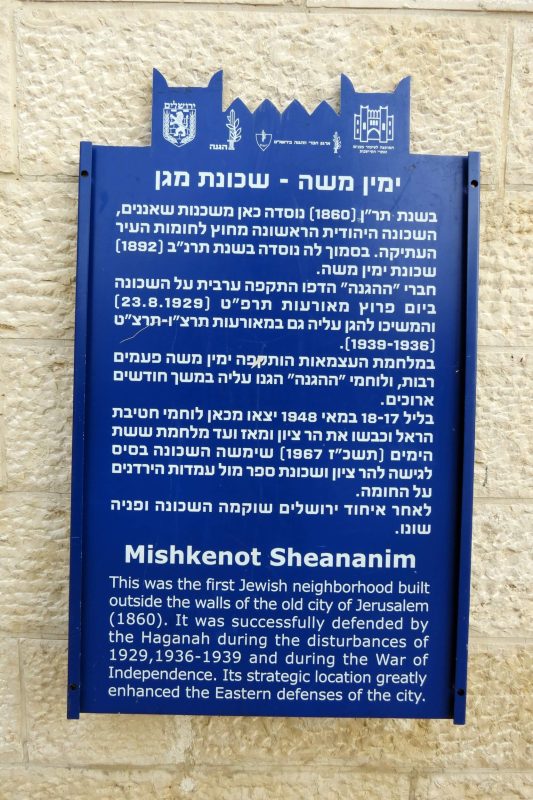 ירושלים
הגנה
ארגון חברי ההגנה בירושלים
ימין משה - שכונת מגן
בשנת תר"ן (1860) נוסדה כאן משכנות שאננים,
השכונה היהודית הראשונה מחוץ לחומות העיר
העתיקה. בסמוך לה נוסדה בשנת תרנ"ב (1892)
שכונת ימין משה.
חברי "ההגנה" הדפו התקפה ערבית על השכונה
ביום פרוץ מאורעות תרפ"ט (23.8.1929)
והמשיכו להגן עליה גם במאורעות תרצ"ו-תרצ"ט
(1939-1936).
במלחמת העצמאות הותקפה ימין משה פעמים
רבות, ולוחמי "ההגנה" הגנו עליה במשך חודשים
ארוכים.
בליל 18-17 במאי 1948 יצאו מכאן לוחמי חטיבת
הראל וכבשו את הר ציון ומאז ועד מלחמת ששת
הימים (תשכ"ז 1967) שימשה השכונה בסיס
לגישה להר ציון ושכונת ספר מול עמדות הירדנים
על החומה.
לאחר איחוד ירושלים שוקמה השכונה ופניה
שונו.
Mishkenot Sheananim
This was the first Jewish neighborhood built
outside the walls of the old city of Jerusalem
(1860). It was successfully defended by
the Haganah during the disturbances of
1929,1936-1939 and during the War of
Independence. Its strategic location greatly
enhanced the Eastern defenses of the city.